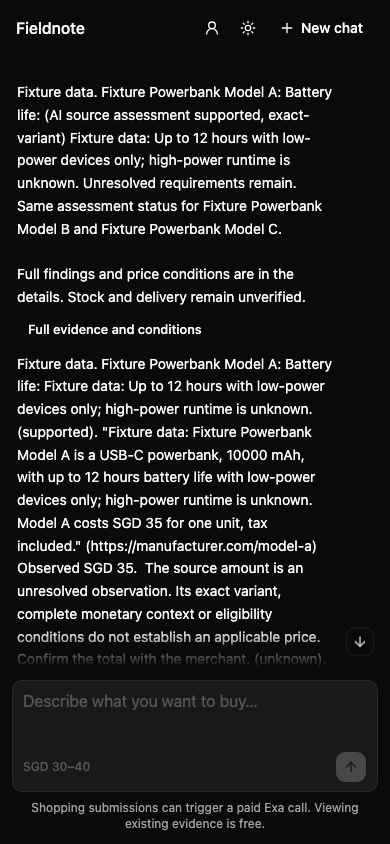 Fieldnote
New chat
Fixture data. Fixture Powerbank Model A: Battery
life: (AI source assessment supported, exact-
variant) Fixture data: Up to 12 hours with low-
power devices only; high-power runtime is
unknown. Unresolved requirements remain.
Same assessment status for Fixture Powerbank
Model B and Fixture Powerbank Model C.
Full findings and price conditions are in the
details. Stock and delivery remain unverified.
Full evidence and conditions
Fixture data. Fixture Powerbank Model A: Battery
life: Fixture data: Up to 12 hours with low-power
devices only; high-power runtime is unknown.
(supported). "Fixture data: Fixture Powerbank
Model A is a USB-C powerbank, 10000 mAh,
with up to 12 hours battery life with low-power
devices only; high-power runtime is unknown.
Model A costs SGD 35 for one unit, tax
included." (https://manufacturer.com/model-a)
Observed SGD 35.  The source amount is an
unresolved observation. Its exact variant,
complete monetary context or eligibility
conditions do not establish an applicable price.
Confirm the total with the merchant. (unknown).
Describe what you want to buy...
SGD 30–40
Shopping submissions can trigger a paid Exa call. Viewing
existing evidence is free.